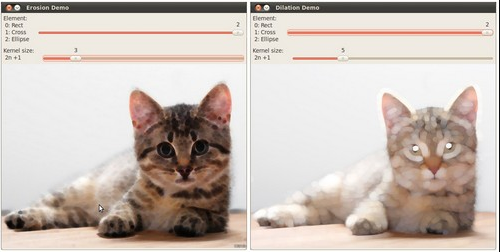 Erosion Demo
Element:
0: Rect
1: Cross
2: Ellipse
2
Kernel size:
2n +1
3
Dilation Demo
Element:
0: Rect
1: Cross
2: Ellipse
2
Kernel size:
2n +1
5